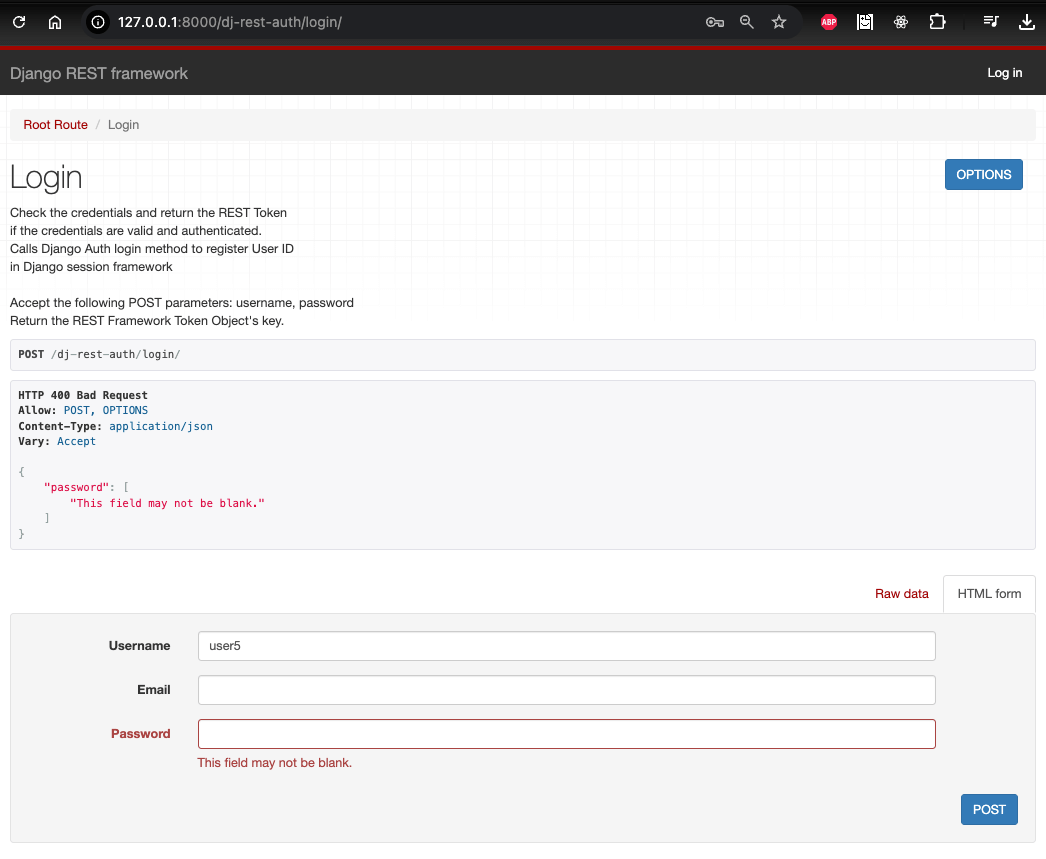 127.0.0.1:8000/dj-rest-auth/login/
ABP
Django REST framework
Log in
Root Route / Login
Login
OPTIONS
Check the credentials and return the REST Token
if the credentials are valid and authenticated.
Calls Django Auth login method to register User ID
in Django session framework
Accept the following POST parameters: username, password
Return the REST Framework Token Object's key.
POST /dj-rest-auth/login/
HTTP 400 Bad Request
Allow: POST, OPTIONS
Content-Type: application/json
Vary: Accept
{
    "password": [
        "This field may not be blank."
    ]
}
Raw data
HTML form
Username
user5
Email
Password
This field may not be blank.
POST